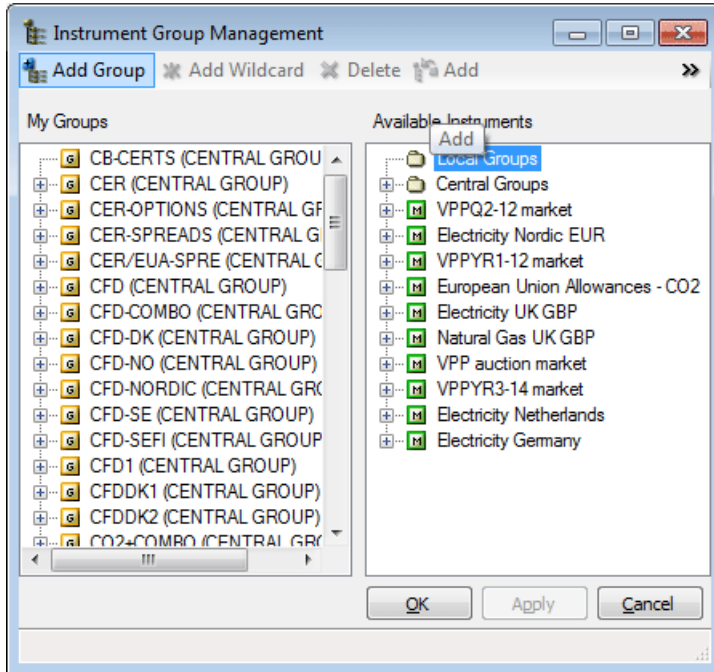 Instrument Group Management
Add Group Add Wildcard Delete Add »
My Groups
CB-CERTS (CENTRAL GROU
CER (CENTRAL GROUP)
CER-OPTIONS (CENTRAL GF
CER-SPREADS (CENTRAL G
CER/EUA-SPRE (CENTRAL C
CFD (CENTRAL GROUP)
CFD-COMBO (CENTRAL GRO
CFD-DK (CENTRAL GROUP)
CFD-NO (CENTRAL GROUP)
CFD-NORDIC (CENTRAL GR(
CFD-SE (CENTRAL GROUP)
CFD-SEFI (CENTRAL GROUP
CFD1 (CENTRAL GROUP)
CFDDK1 (CENTRAL GROUP)
CFDDK2 (CENTRAL GROUP)
CO2+COMBO (CENTRAL GR(
Available Instruments
Add
Local Groups
Central Groups
VPPQ2-12 market
Electricity Nordic EUR
VPPYR1-12 market
European Union Allowances - CO2
Electricity UK GBP
Natural Gas UK GBP
VPP auction market
VPPYR3-14 market
Electricity Netherlands
Electricity Germany
OK Apply Cancel